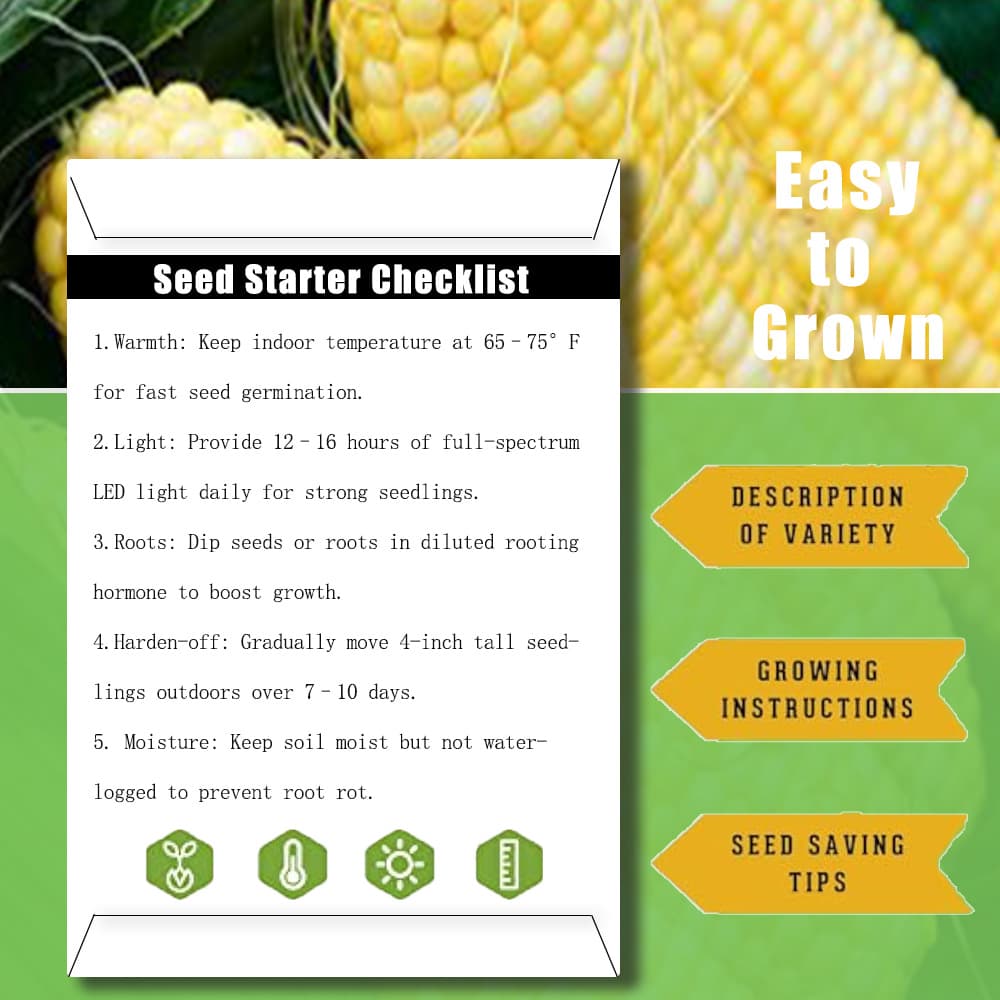 Easy
to
Grown
Seed Starter Checklist
1.Warmth: Keep indoor temperature at 65–75° F
for fast seed germination.
2.Light: Provide 12–16 hours of full-spectrum
LED light daily for strong seedlings.
3.Roots: Dip seeds or roots in diluted rooting
hormone to boost growth.
4.Harden-off: Gradually move 4-inch tall seed-
lings outdoors over 7–10 days.
5. Moisture: Keep soil moist but not water-
logged to prevent root rot.
DESCRIPTION
OF VARIETY
GROWING
INSTRUCTIONS
SEED SAVING
TIPS